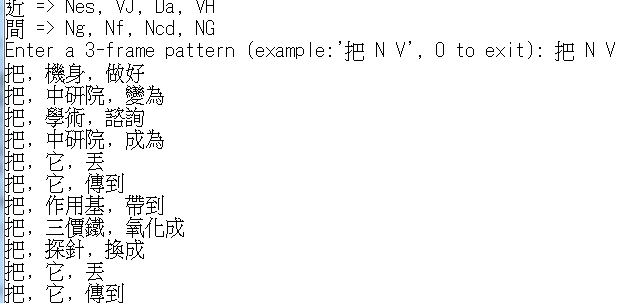 近 => Nes, VJ, Da, VH
間 => Ng, Nf, Ncd, NG
Enter a 3-frame pattern (example:'把 N V', 0 to exit): 把 N V
把, 機身, 做好
把, 中研院, 變為
把, 學術, 諮詢
把, 中研院, 成為
把, 它, 丟
把, 它, 傳到
把, 作用基, 帶到
把, 三價鐵, 氧化成
把, 探針, 換成
把, 它, 丟
把, 它, 傳到